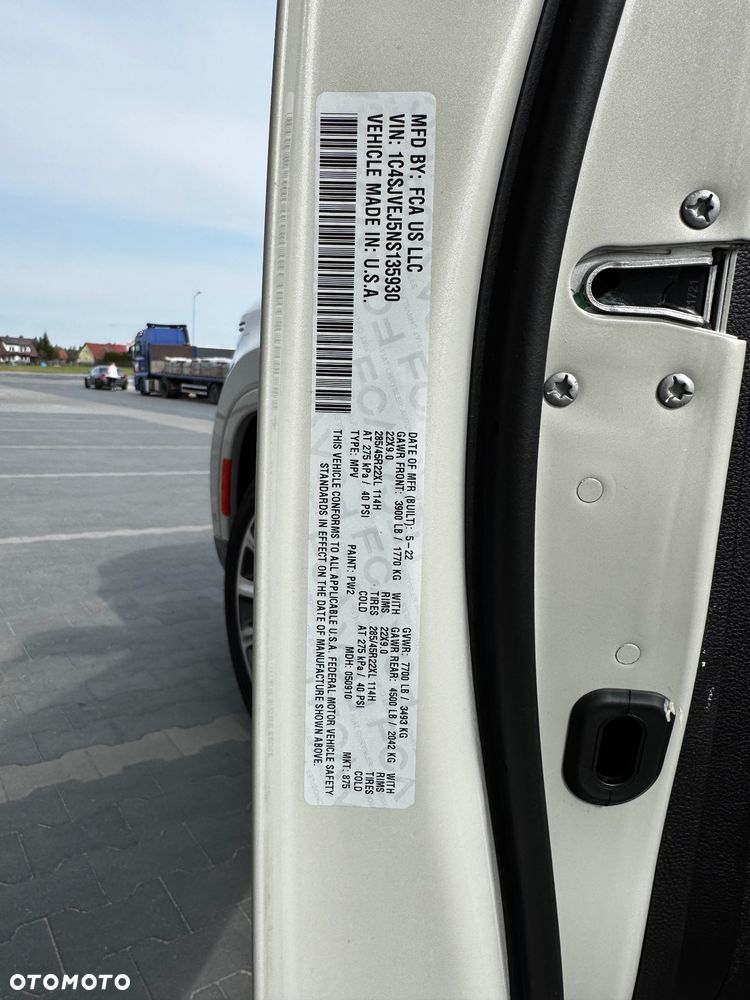 MFD BY: FCA US LLC
VIN: 1C4SJVEJ5NS135930
VEHICLE MADE IN: U.S.A.
DATE OF MFR (BUILT): 5-22 GVWR: 7700 LB / 3493 KG
GAWR FRONT: 3900 LB / 1770 KG WITH GAWR REAR: 4500 LB / 2042 KG WITH
22X9.0 RIMS 22X9.0 RIMS
285/45R22XL 114H TIRES 285/45R22XL 114H TIRES
AT 275 kPa / 40 PSI COLD AT 275 kPa / 40 PSI COLD
TYPE: MPV PAINT: PW2 MDH: 050910 MKT: 875
THIS VEHICLE CONFORMS TO ALL APPLICABLE U.S.A. FEDERAL MOTOR VEHICLE SAFETY
STANDARDS IN EFFECT ON THE DATE OF MANUFACTURE SHOWN ABOVE.
OTOMOTO